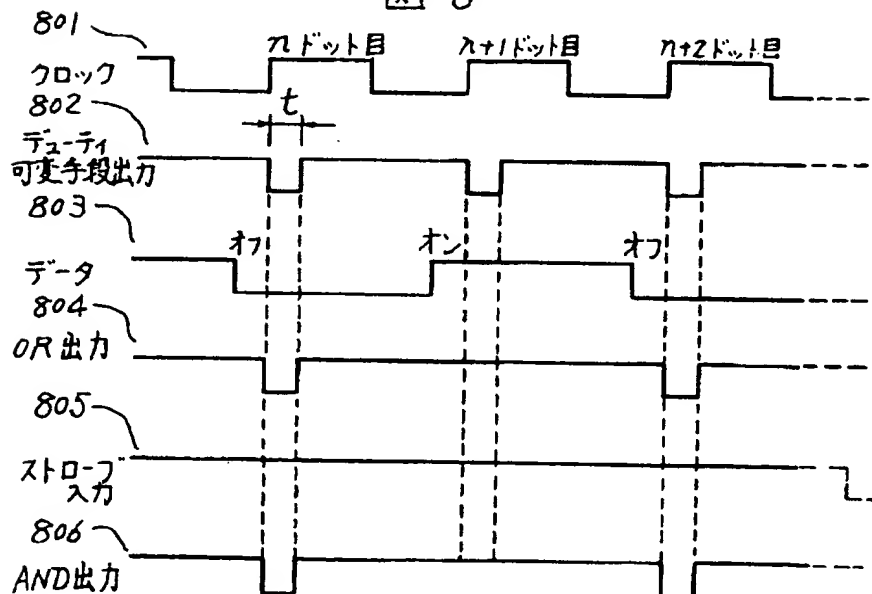 801
nドット目 n+1ドット目 n+2ドット目
クロック
802
t
デューティ
可変手段出力
803
オフ オン オフ
データ
804
OR出力
805
ストローブ
入力
806
AND出力